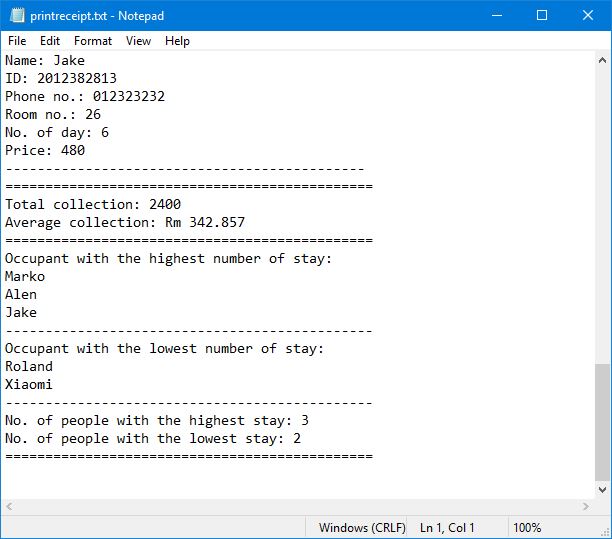 printreceipt.txt - Notepad
File Edit Format View Help
Name: Jake
ID: 2012382813
Phone no.: 012323232
Room no.: 26
No. of day: 6
Price: 480
---------------------------------------------
==============================================
Total collection: 2400
Average collection: Rm 342.857
==============================================
Occupant with the highest number of stay:
Marko
Alen
Jake
----------------------------------------------
Occupant with the lowest number of stay:
Roland
Xiaomi
----------------------------------------------
No. of people with the highest stay: 3
No. of people with the lowest stay: 2
==============================================
Windows (CRLF) Ln 1, Col 1 100%